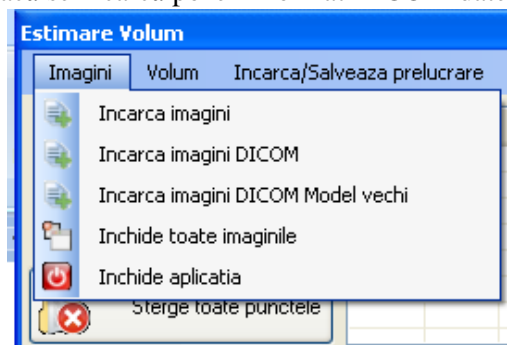 Estimare Volum
Imagini Volum Incarca/Salveaza prelucrare
Incarca imagini
Incarca imagini DICOM
Incarca imagini DICOM Model vechi
Inchide toate imaginile
Inchide aplicatia
Sterge toate punctele